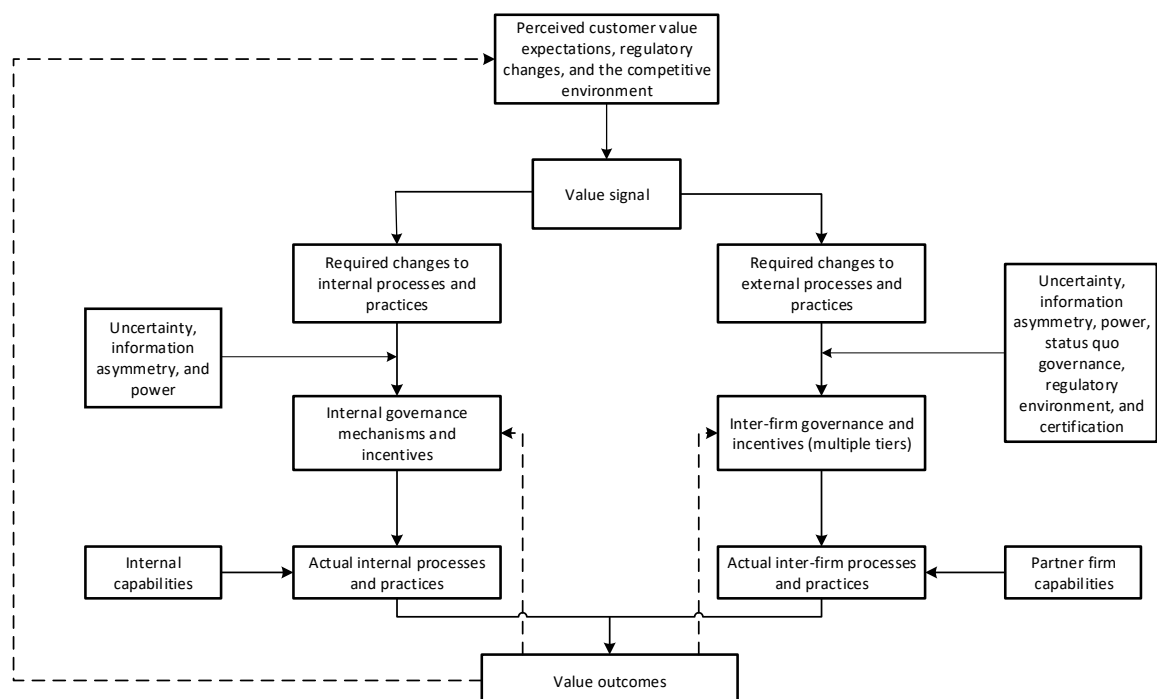 Perceived customer value
expectations, regulatory
changes, and the competitive
environment
Value signal
Required changes to
internal processes and
practices
Required changes to
external processes and
practices
Uncertainty,
information
asymmetry, and
power
Uncertainty,
information
asymmetry, power,
status quo
governance,
regulatory
environment, and
certification
Internal governance
mechanisms and
incentives
Inter-firm governance and
incentives (multiple tiers)
Internal
capabilities
Actual internal processes
and practices
Actual inter-firm processes
and practices
Partner firm
capabilities
Value outcomes